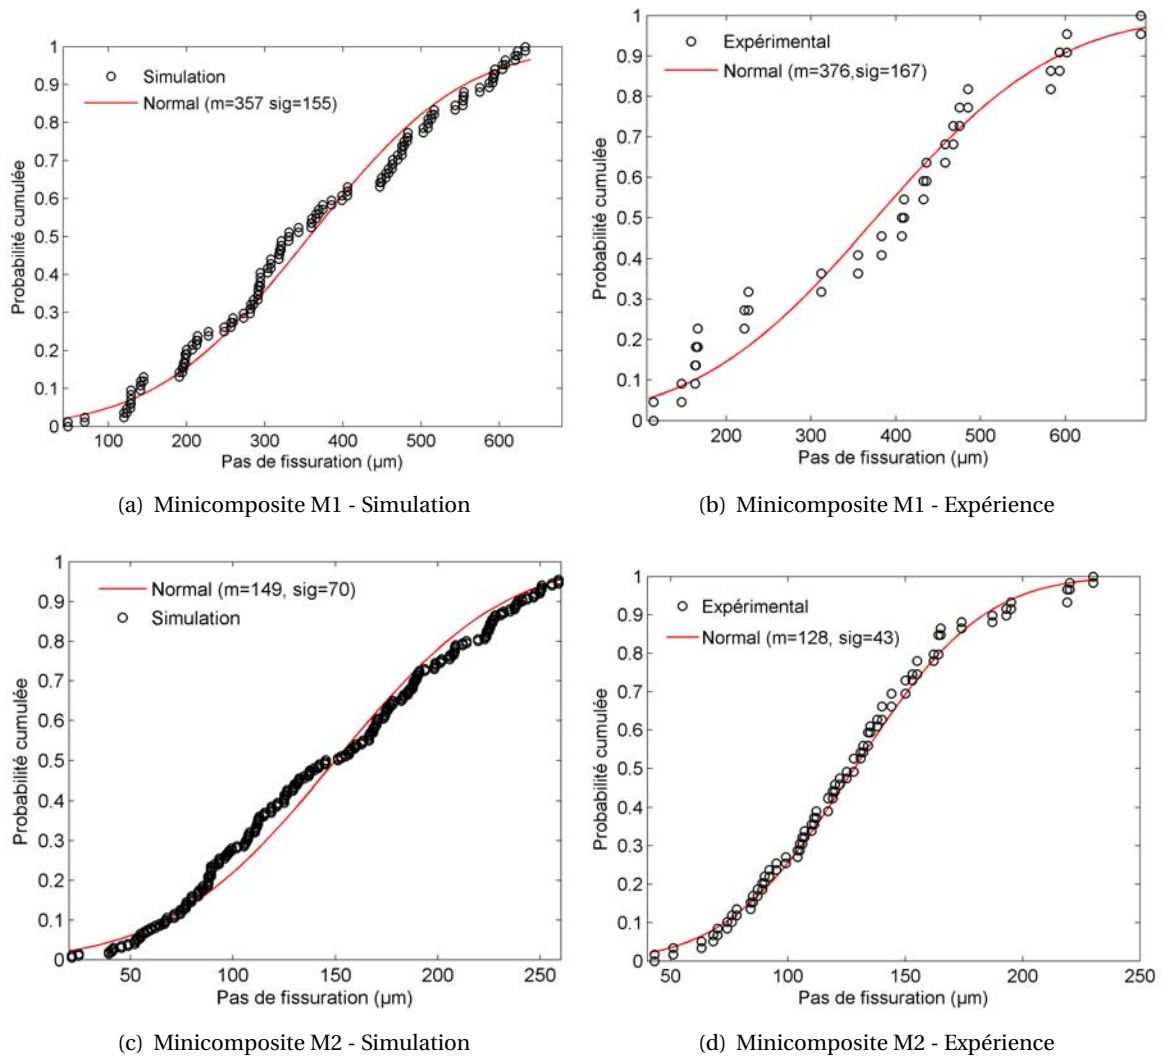 1
0.9
0.8
0.7
0.6
0.5
0.4
0.3
0.2
0.1
0
Probabilité cumulée
Simulation
Normal (m=357 sig=155)
100 200 300 400 500 600
Pas de fissuration (µm)
(a) Minicomposite M1 - Simulation
1
0.9
0.8
0.7
0.6
0.5
0.4
0.3
0.2
0.1
0
Probabilité cumulée
Expérimental
Normal (m=376,sig=167)
200 300 400 500 600
Pas de fissuration (µm)
(b) Minicomposite M1 - Expérience
1
0.9
0.8
0.7
0.6
0.5
0.4
0.3
0.2
0.1
0
Probabilité cumulée
Normal (m=149, sig=70)
Simulation
50 100 150 200 250
Pas de fissuration (µm)
(c) Minicomposite M2 - Simulation
1
0.9
0.8
0.7
0.6
0.5
0.4
0.3
0.2
0.1
0
Probabilité cumulée
Expérimental
Normal (m=128, sig=43)
50 100 150 200 250
Pas de fissuration (µm)
(d) Minicomposite M2 - Expérience